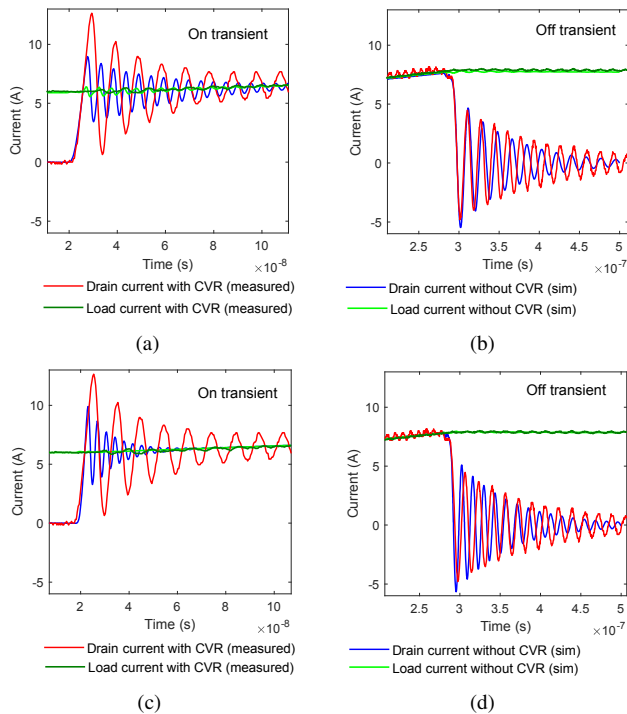 On transient
Current (A)
10
5
0
-5
2
4
6
8
10
Time (s)
×10-8
Drain current with CVR (measured)
Load current with CVR (measured)
(a)
Off transient
Current (A)
10
5
0
-5
2.5
3
3.5
4
4.5
5
Time (s)
×10-7
Drain current without CVR (sim)
Load current without CVR (sim)
(b)
On transient
Current (A)
10
5
0
-5
2
4
6
8
10
Time (s)
×10-8
Drain current with CVR (measured)
Load current with CVR (measured)
(c)
Off transient
Current (A)
10
5
0
-5
2.5
3
3.5
4
4.5
5
Time (s)
×10-7
Drain current without CVR (sim)
Load current without CVR (sim)
(d)